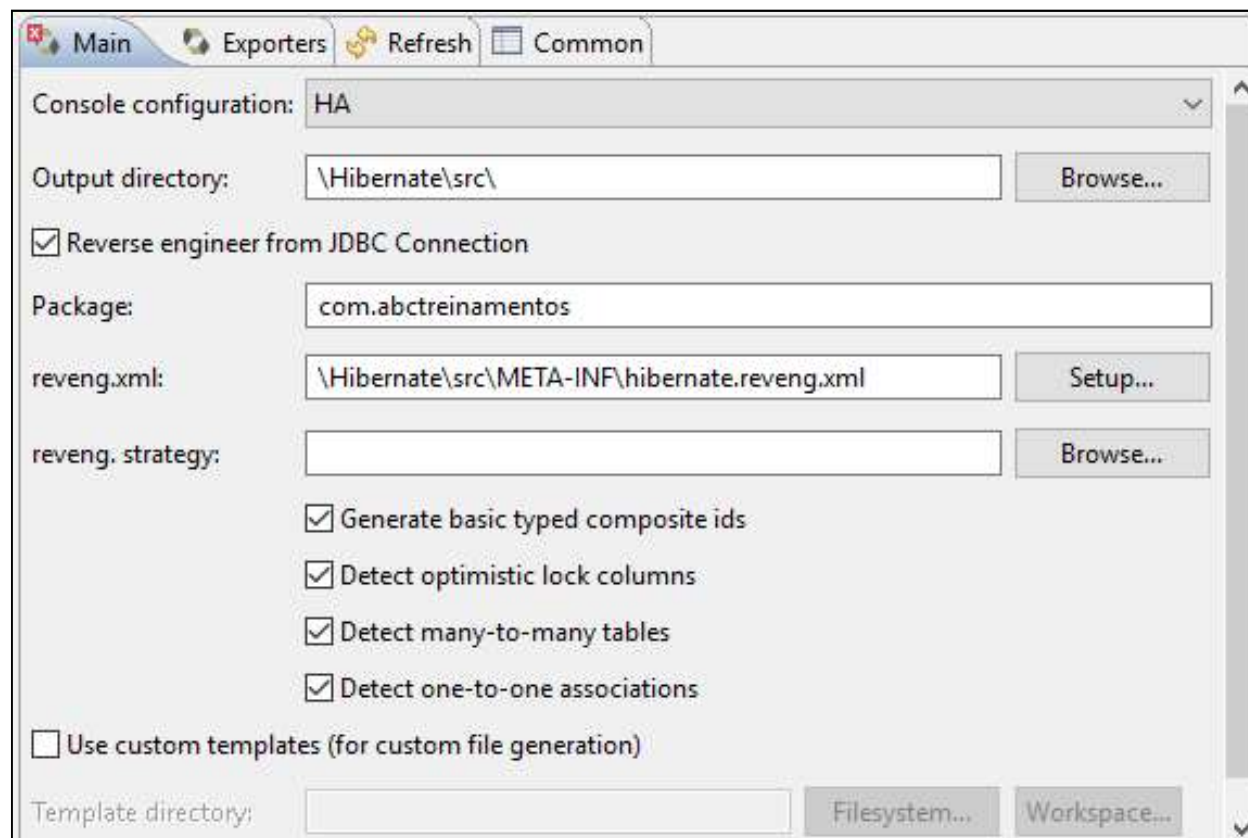 Main Exporters Refresh Common
Console configuration: HA
Output directory: \Hibernate\src\ Browse...
Reverse engineer from JDBC Connection
Package: com.abctreinamentos
reveng.xml: \Hibernate\src\META-INF\hibernate.reveng.xml Setup...
reveng. strategy: Browse...
Generate basic typed composite ids
Detect optimistic lock columns
Detect many-to-many tables
Detect one-to-one associations
Use custom templates (for custom file generation)
Template directory: Filesystem... Workspace...